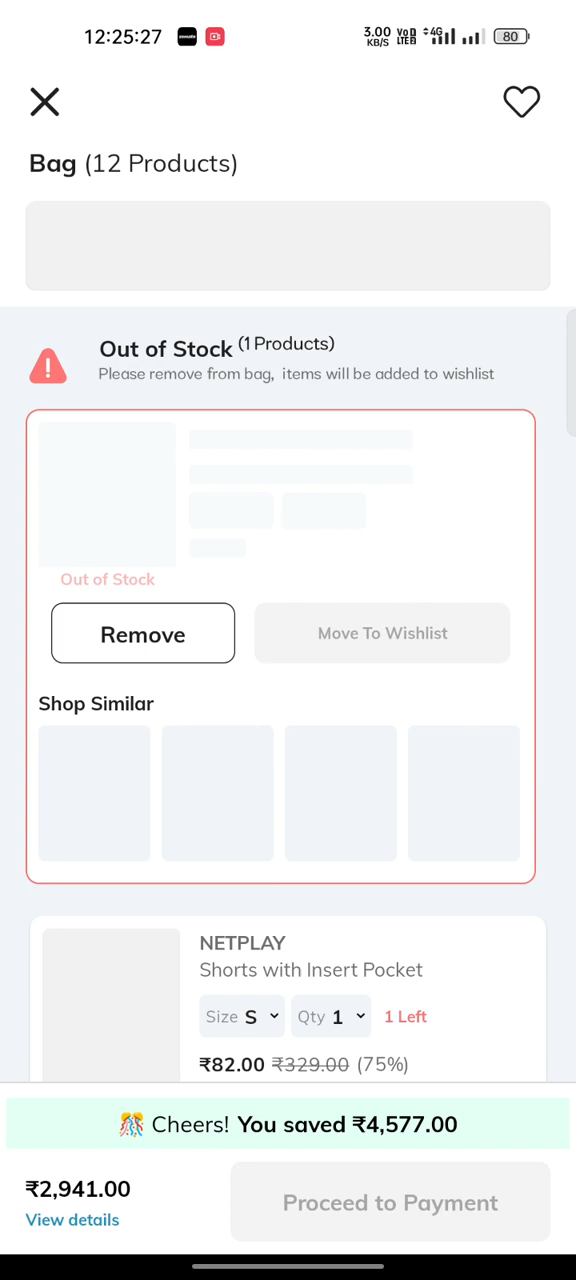 12:25:27 3.00 KB/S VoD LTE2 4G 80
Bag (12 Products)
Out of Stock (1 Products)
Please remove from bag, items will be added to wishlist
Out of Stock
Remove Move To Wishlist
Shop Similar
NETPLAY
Shorts with Insert Pocket
Size S Qty 1 1 Left
₹82.00 ₹329.00 (75%)
Cheers! You saved ₹4,577.00
₹2,941.00
View details
Proceed to Payment